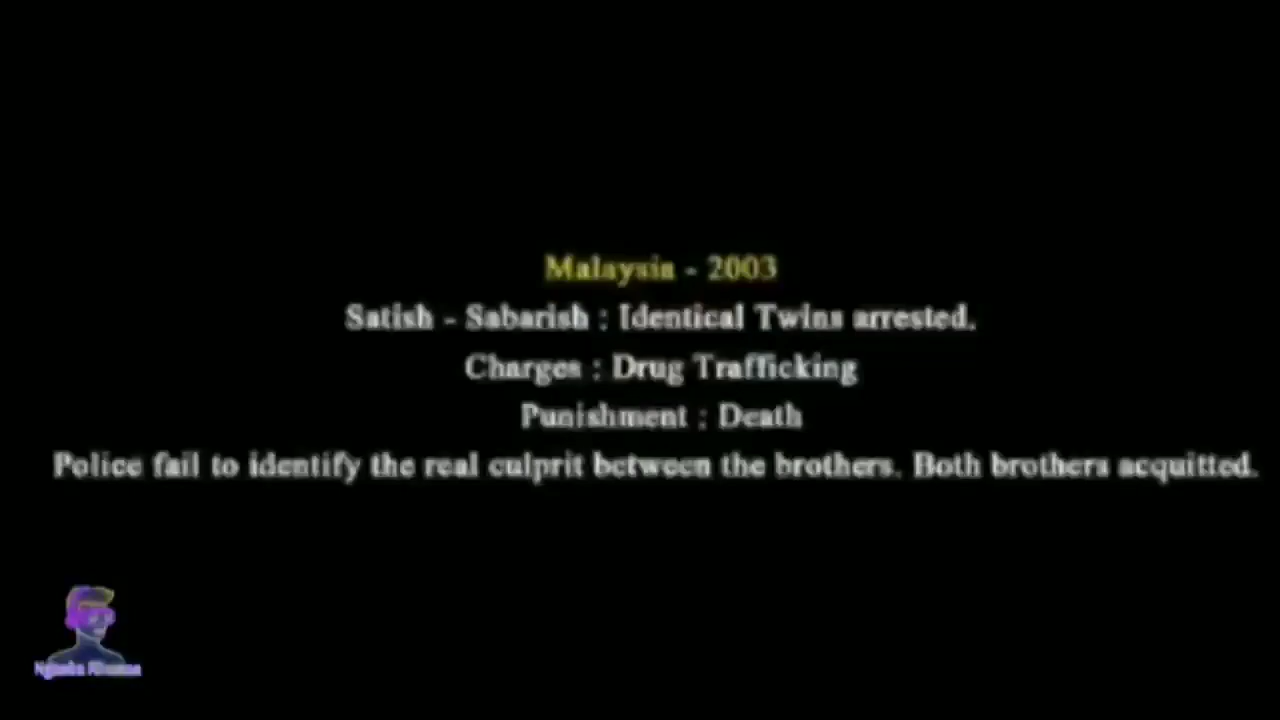 Malaysia - 2003
Satish - Sabarish : Identical Twins arrested.
Charges : Drug Trafficking
Punishment : Death
Police fail to identify the real culprit between the brothers. Both brothers acquitted.